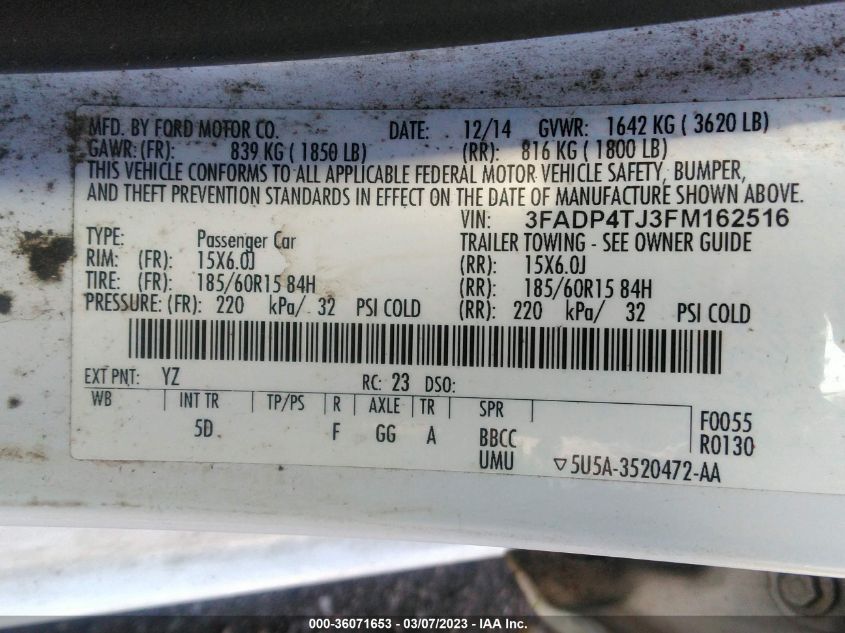 MFD. BY FORD MOTOR CO. DATE: 12/14 GVWR: 1642 KG ( 3620 LB)
GAWR: (FR): 839 KG ( 1850 LB) (RR): 816 KG ( 1800 LB)
THIS VEHICLE CONFORMS TO ALL APPLICABLE FEDERAL MOTOR VEHICLE SAFETY, BUMPER,
AND THEFT PREVENTION STANDARDS IN EFFECT ON THE DATE OF MANUFACTURE SHOWN ABOVE.
VIN: 3FADP4TJ3FM162516
TYPE: Passenger Car TRAILER TOWING - SEE OWNER GUIDE
RIM: (FR): 15X6.0J (RR): 15X6.0J
TIRE: (FR): 185/60R15 84H (RR): 185/60R15 84H
PRESSURE: (FR): 220 kPa/ 32 PSI COLD (RR): 220 kPa/ 32 PSI COLD
EXT PNT: YZ RC: 23 DSO:
WB INT TR TP/PS R AXLE TR SPR F0055
5D F GG A BBCC R0130
UMU ▽5U5A-3520472-AA
000-36071653 — 03/07/2023 — IAA Inc.